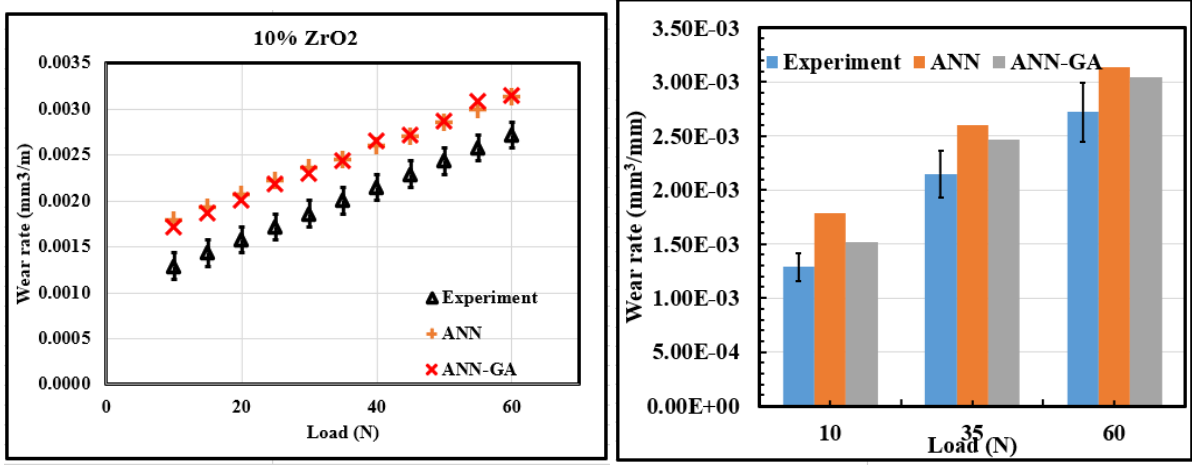 10% ZrO2
0.0035
0.0030
0.0025
0.0020
0.0015
0.0010
0.0005
0.0000
Wear rate (mm³/m)
Experiment
ANN
ANN-GA
0 20 40 60
Load (N)
3.50E-03
3.00E-03
2.50E-03
2.00E-03
1.50E-03
1.00E-03
5.00E-04
0.00E+00
Wear rate (mm³/mm)
Experiment ANN ANN-GA
10 35 60
Load (N)